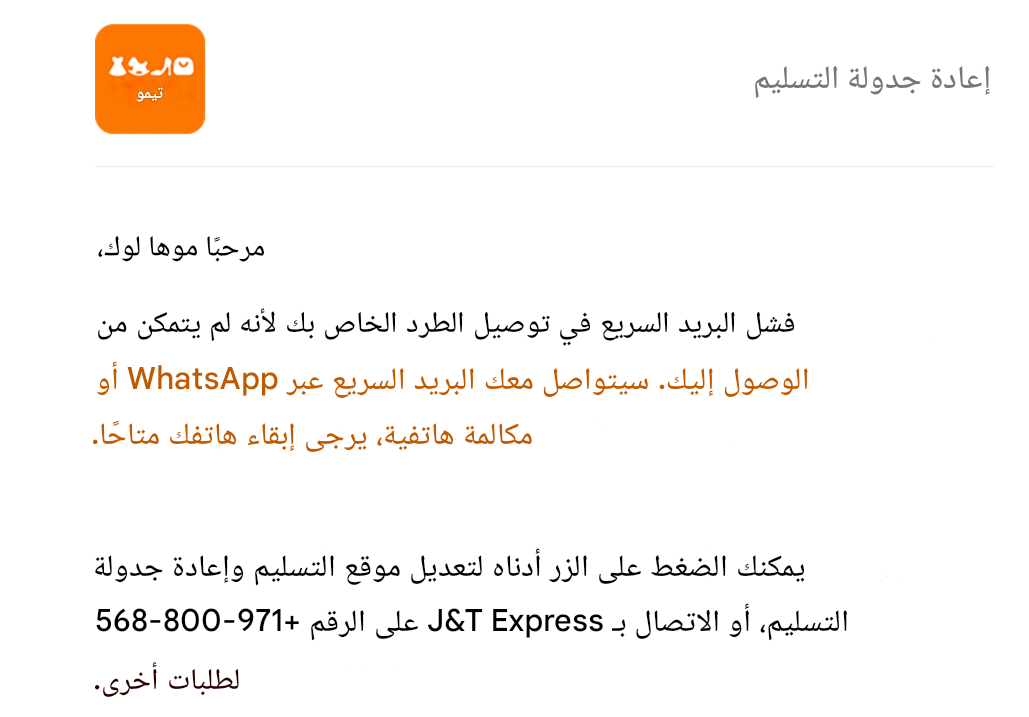 تيمو
إعادة جدولة التسليم
مرحبًا موها لوك،
فشل البريد السريع في توصيل الطرد الخاص بك لأنه لم يتمكن من
الوصول إليك. سيتواصل معك البريد السريع عبر WhatsApp أو
مكالمة هاتفية، يرجى إبقاء هاتفك متاحًا.
يمكنك الضغط على الزر أدناه لتعديل موقع التسليم وإعادة جدولة
التسليم، أو الاتصال بـ J&T Express على الرقم +971-800-568
لطلبات أخرى.